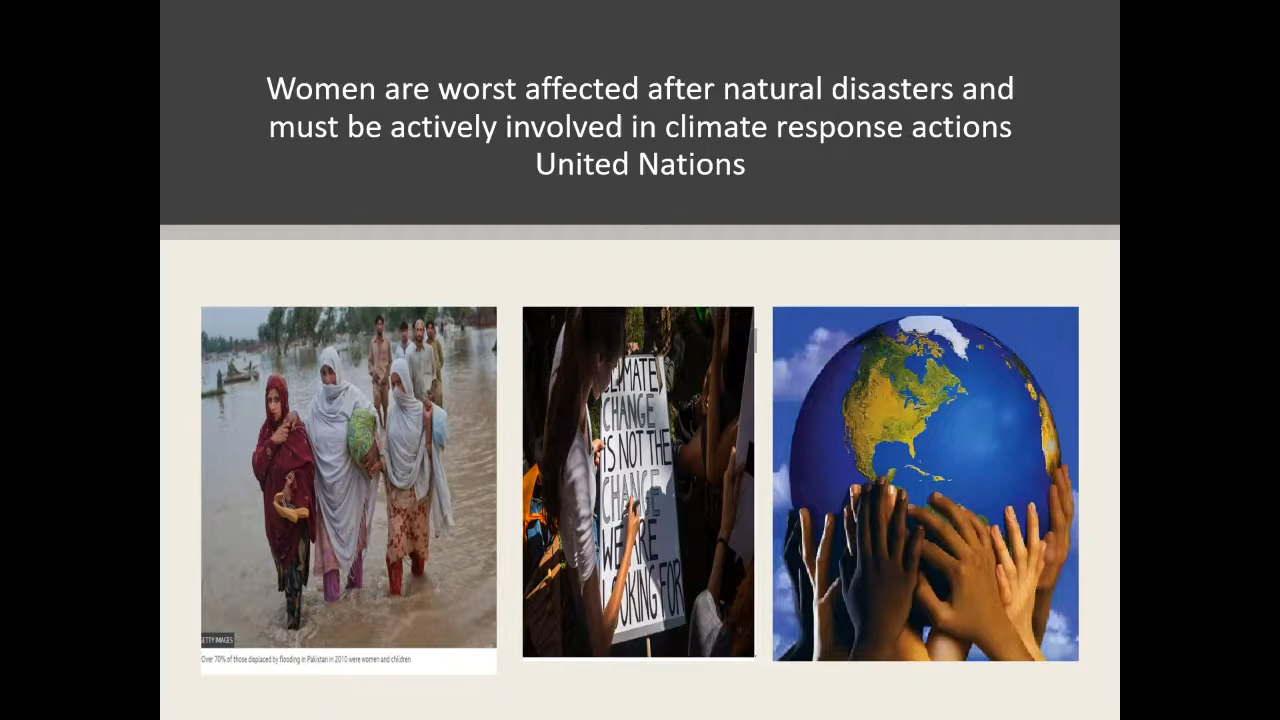 Women are worst affected after natural disasters and
must be actively involved in climate response actions
United Nations
GETTY IMAGES
Over 70% of those displaced by flooding in Pakistan in 2010 were women and children
CLIMATE
CHANGE
IS NOT THE
CHANGE
WE ARE
LOOKING FOR